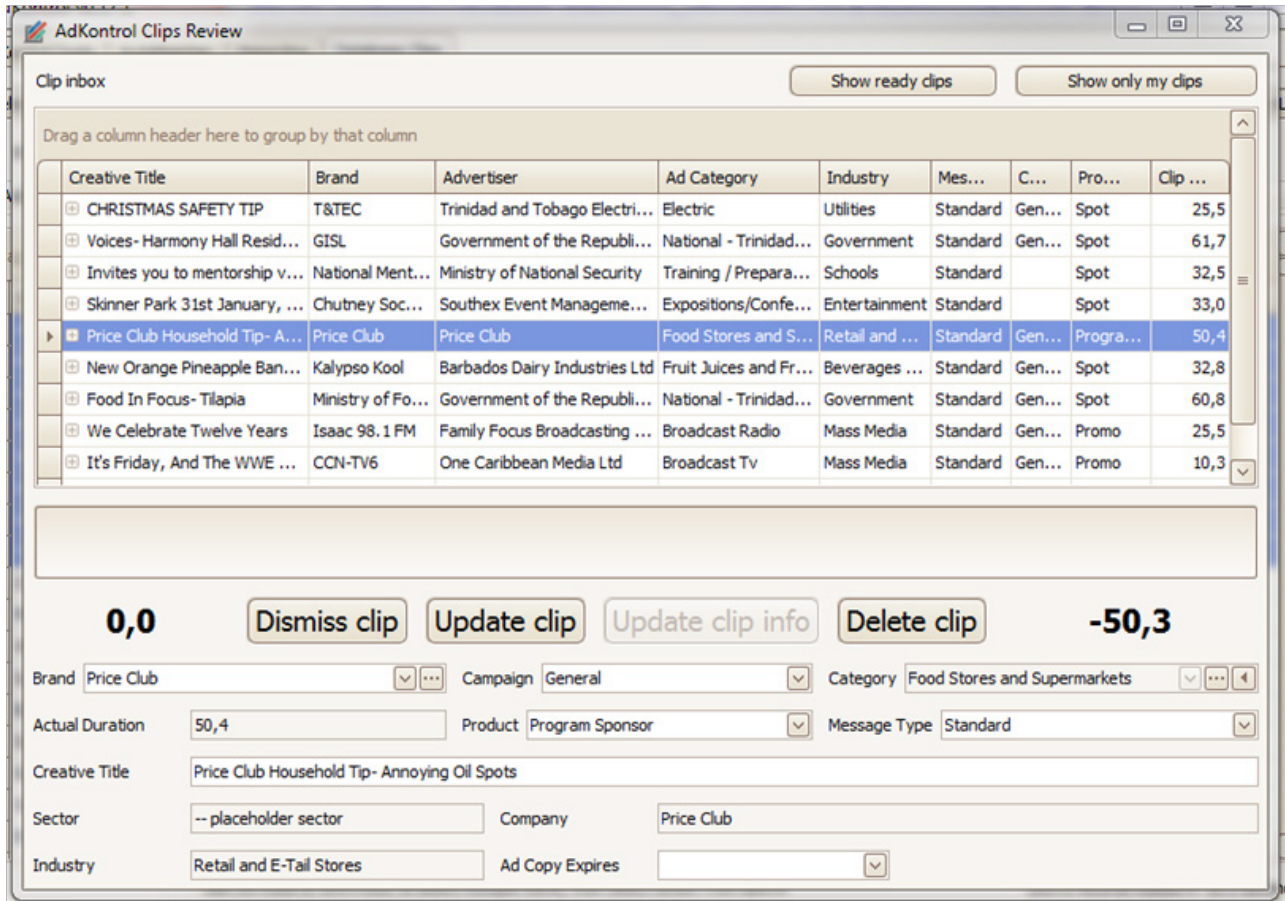 AdKontrol Clips Review
Clip inbox Show ready clips Show only my clips
Drag a column header here to group by that column
Creative Title Brand Advertiser Ad Category Industry Mes... C... Pro... Clip ...
CHRISTMAS SAFETY TIP T&TEC Trinidad and Tobago Electri... Electric Utilities Standard Gen... Spot 25,5
Voices- Harmony Hall Resid... GISL Government of the Republi... National - Trinidad... Government Standard Gen... Spot 61,7
Invites you to mentorship v... National Ment... Ministry of National Security Training / Prepara... Schools Standard Spot 32,5
Skinner Park 31st January, ... Chutney Soc... Southex Event Manageme... Expositions/Confe... Entertainment Standard Spot 33,0
Price Club Household Tip- A... Price Club Price Club Food Stores and S... Retail and ... Standard Gen... Progra... 50,4
New Orange Pineapple Ban... Kalypso Kool Barbados Dairy Industries Ltd Fruit Juices and Fr... Beverages ... Standard Gen... Spot 32,8
Food In Focus- Tilapia Ministry of Fo... Government of the Republi... National - Trinidad... Government Standard Gen... Spot 60,8
We Celebrate Twelve Years Isaac 98.1 FM Family Focus Broadcasting ... Broadcast Radio Mass Media Standard Gen... Promo 25,5
It's Friday, And The WWE ... CCN-TV6 One Caribbean Media Ltd Broadcast Tv Mass Media Standard Gen... Promo 10,3
0,0 Dismiss clip Update clip Update clip info Delete clip -50,3
Brand Price Club Campaign General Category Food Stores and Supermarkets
Actual Duration 50,4 Product Program Sponsor Message Type Standard
Creative Title Price Club Household Tip- Annoying Oil Spots
Sector -- placeholder sector Company Price Club
Industry Retail and E-Tail Stores Ad Copy Expires